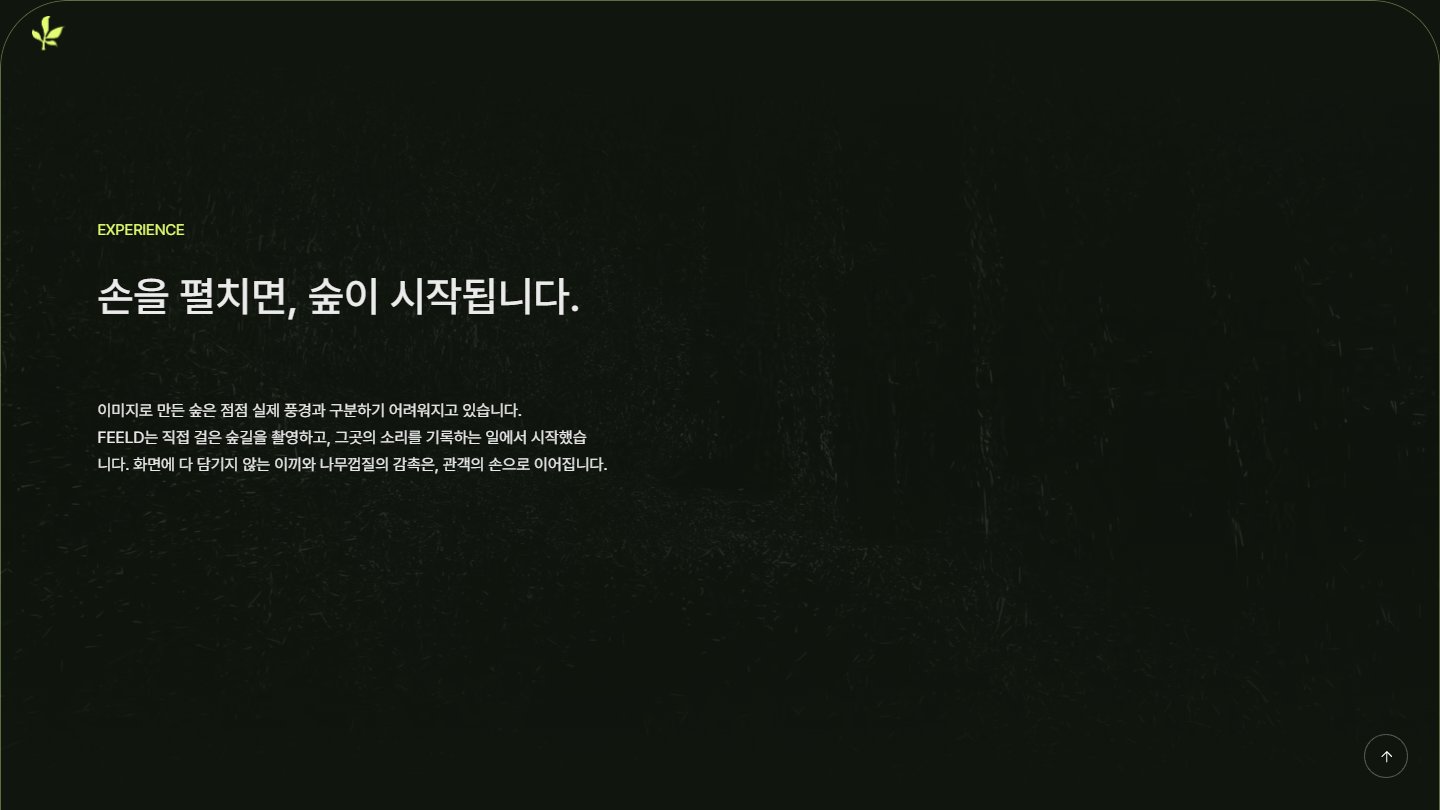 EXPERIENCE
손을 펼치면, 숲이 시작됩니다.
이미지로 만든 숲은 점점 실제 풍경과 구분하기 어려워지고 있습니다.
FEELD는 직접 걸은 숲길을 촬영하고, 그곳의 소리를 기록하는 일에서 시작했습
니다. 화면에 다 담기지 않는 이끼와 나무껍질의 감촉은, 관객의 손으로 이어집니다.